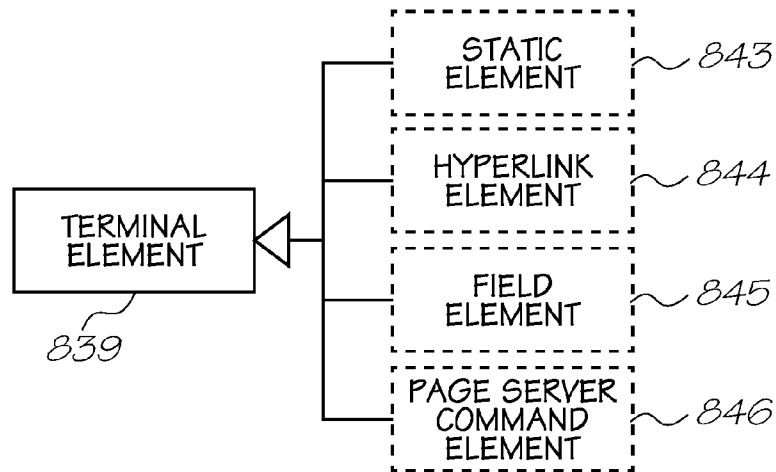 STATIC
ELEMENT
843
HYPERLINK
ELEMENT
844
TERMINAL
ELEMENT
839
FIELD
ELEMENT
845
PAGE SERVER
COMMAND
ELEMENT
846